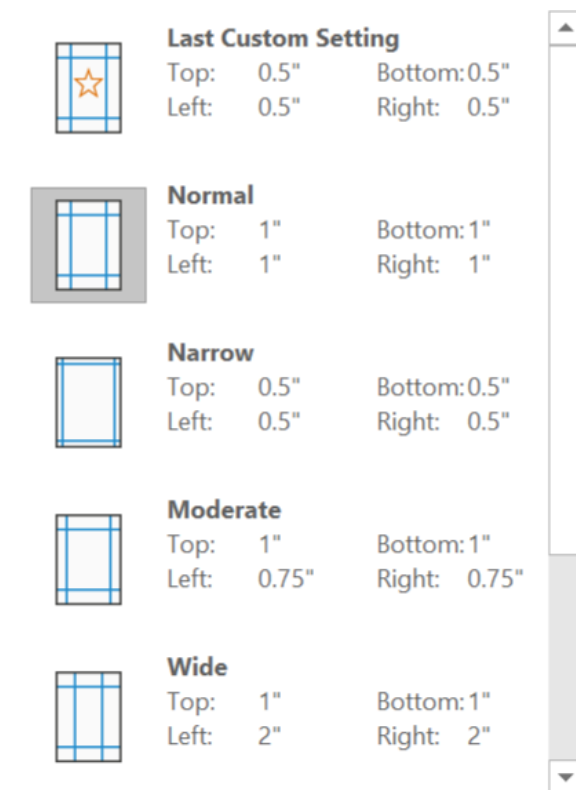 Last Custom Setting
Top: 0.5" Bottom: 0.5"
Left: 0.5" Right: 0.5"
Normal
Top: 1" Bottom: 1"
Left: 1" Right: 1"
Narrow
Top: 0.5" Bottom: 0.5"
Left: 0.5" Right: 0.5"
Moderate
Top: 1" Bottom: 1"
Left: 0.75" Right: 0.75"
Wide
Top: 1" Bottom: 1"
Left: 2" Right: 2"